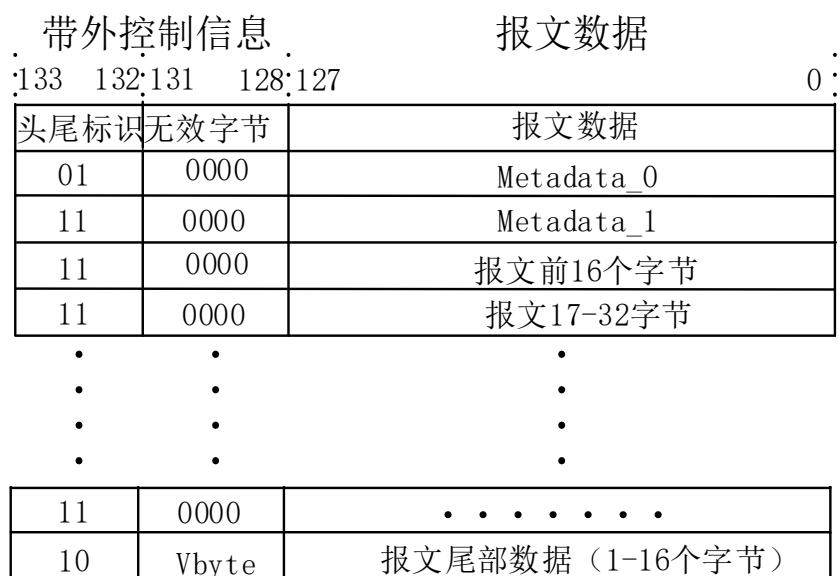 带外控制信息 报文数据
133 132 131 128 127 0
头尾标识 无效字节 报文数据
01 0000 Metadata_0
11 0000 Metadata_1
11 0000 报文前16个字节
11 0000 报文17-32字节
11 0000 .......
10 Vbyte 报文尾部数据（1-16个字节）